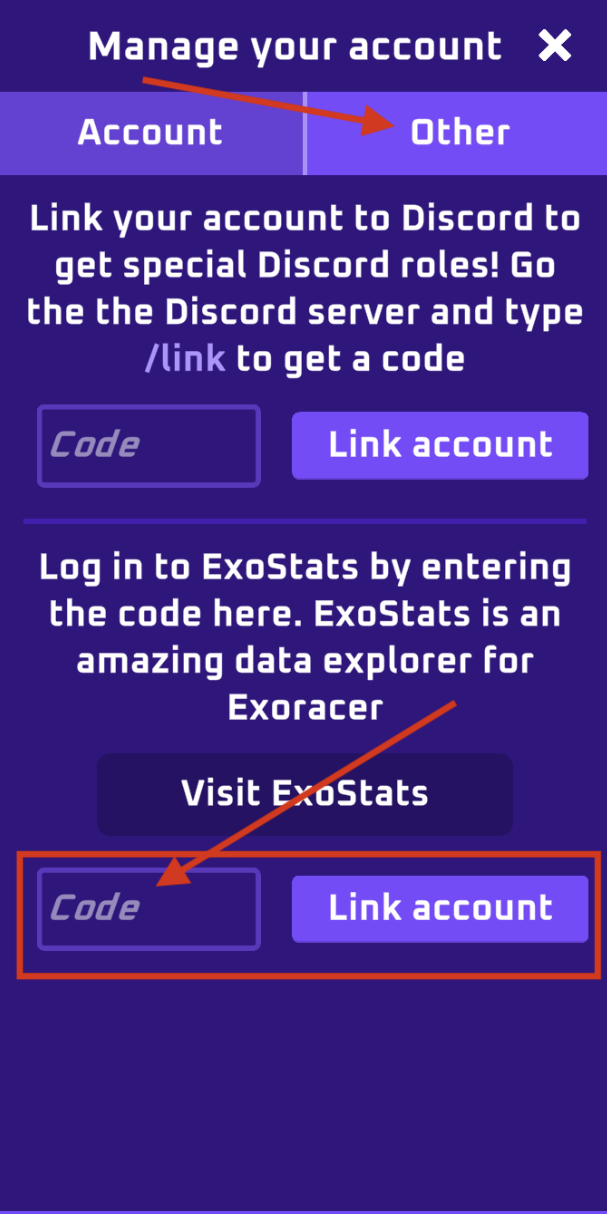 Manage your account
Account
Other
Link your account to Discord to
get special Discord roles! Go
the the Discord server and type
/link to get a code
Code
Link account
Log in to ExoStats by entering
the code here. ExoStats is an
amazing data explorer for
Exoracer
Visit ExoStats
Code
Link account